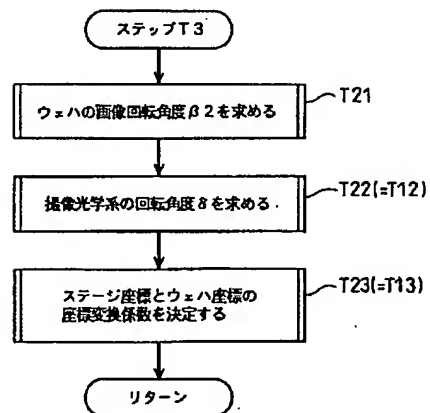 ステップT3
ウェハの画像回転角度β2を求める
T21
撮像光学系の回転角度δを求める
T22(=T12)
ステージ座標とウェハ座標の
座標変換係数を決定する
T23(=T13)
リターン